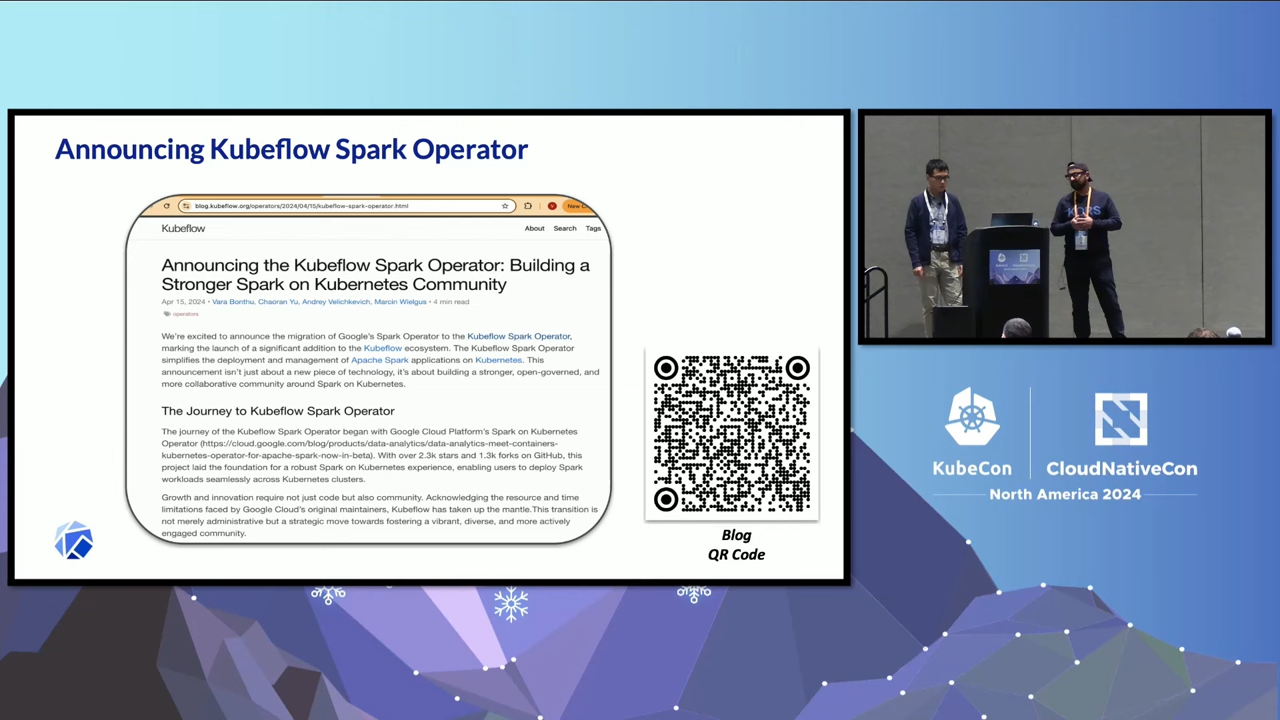 Announcing Kubeflow Spark Operator
blog.kubeflow.org/operators/2024/04/15/kubeflow-spark-operator.html
New C
Kubeflow
About Search Tags
Announcing the Kubeflow Spark Operator: Building a
Stronger Spark on Kubernetes Community
Apr 15, 2024 • Vara Bonthu, Chaoran Yu, Andrey Velichkevich, Marcin Wielgus • 4 min read
operators
We're excited to announce the migration of Google's Spark Operator to the Kubeflow Spark Operator,
marking the launch of a significant addition to the Kubeflow ecosystem. The Kubeflow Spark Operator
simplifies the deployment and management of Apache Spark applications on Kubernetes. This
announcement isn't just about a new piece of technology, it's about building a stronger, open-governed, and
more collaborative community around Spark on Kubernetes.
The Journey to Kubeflow Spark Operator
The journey of the Kubeflow Spark Operator began with Google Cloud Platform's Spark on Kubernetes
Operator (https://cloud.google.com/blog/products/data-analytics/data-analytics-meet-containers-
kubernetes-operator-for-apache-spark-now-in-beta). With over 2.3k stars and 1.3k forks on GitHub, this
project laid the foundation for a robust Spark on Kubernetes experience, enabling users to deploy Spark
workloads seamlessly across Kubernetes clusters.
Growth and innovation require not just code but also community. Acknowledging the resource and time
limitations faced by Google Cloud's original maintainers, Kubeflow has taken up the mantle.This transition is
not merely administrative but a strategic move towards fostering a vibrant, diverse, and more actively
engaged community.
Blog
QR Code
KubeCon
CloudNativeCon
North America 2024